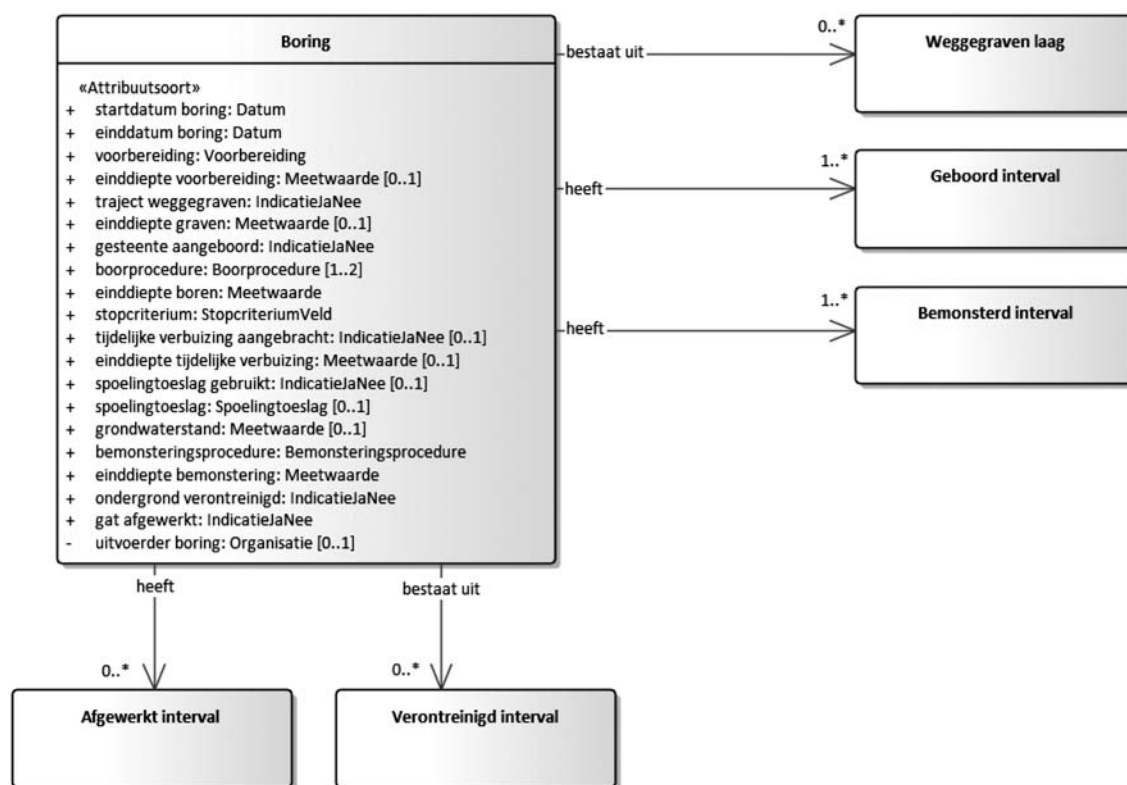 Boring
«Attribuutsoort»
+ startdatum boring: Datum
+ einddatum boring: Datum
+ voorbereiding: Voorbereiding
+ einddiepte voorbereiding: Meetwaarde [0..1]
+ traject weggegraven: IndicatieJaNee
+ einddiepte graven: Meetwaarde [0..1]
+ gesteente aangeboord: IndicatieJaNee
+ boorprocedure: Boorprocedure [1..2]
+ einddiepte boren: Meetwaarde
+ stopcriterium: StopcriteriumVeld
+ tijdelijke verbuizing aangebracht: IndicatieJaNee [0..1]
+ einddiepte tijdelijke verbuizing: Meetwaarde [0..1]
+ spoelingtoeslag gebruikt: IndicatieJaNee [0..1]
+ spoelingtoeslag: Spoelingtoeslag [0..1]
+ grondwaterstand: Meetwaarde [0..1]
+ bemonsteringsprocedure: Bemonsteringsprocedure
+ einddiepte bemonstering: Meetwaarde
+ ondergrond verontreinigd: IndicatieJaNee
+ gat afgewerkt: IndicatieJaNee
- uitvoerder boring: Organisatie [0..1]
bestaat uit
0..*
Weggegraven laag
heeft
1..*
Geboord interval
heeft
1..*
Bemonsterd interval
heeft
0..*
Afgewerkt interval
bestaat uit
0..*
Verontreinigd interval